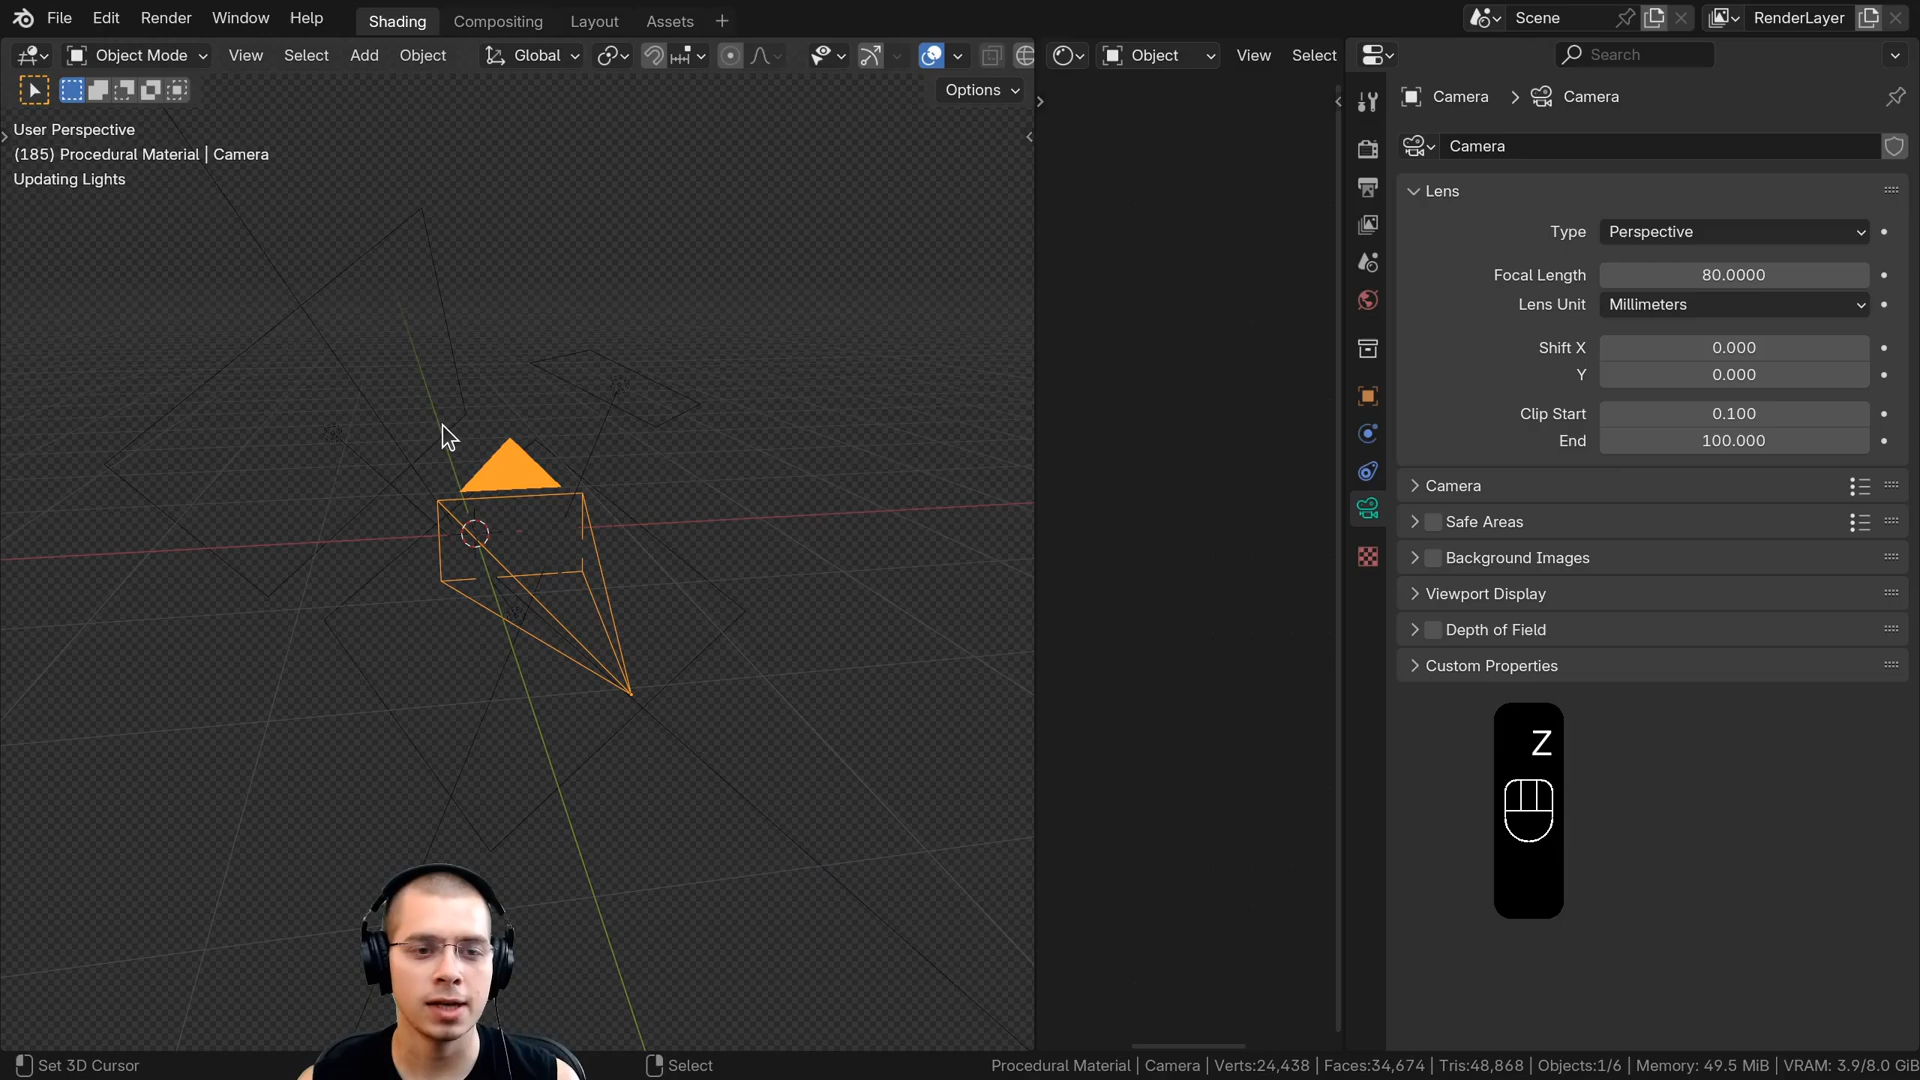 File Edit Render Window Help Shading Compositing Layout Assets + Scene RenderLayer
Object Mode View Select Add Object Global Object View Select Search
Options
User Perspective
(185) Procedural Material | Camera
Updating Lights
Camera > Camera
Camera
Lens
Type Perspective
Focal Length 80.0000
Lens Unit Millimeters
Shift X 0.000
Y 0.000
Clip Start 0.100
End 100.000
Camera
Safe Areas
Background Images
Viewport Display
Depth of Field
Custom Properties
Z
Set 3D Cursor Select Procedural Material | Camera | Verts:24,438 | Faces:34,674 | Tris:48,868 | Objects:1/6 | Memory: 49.5 MiB | VRAM: 3.9/8.0 GiB